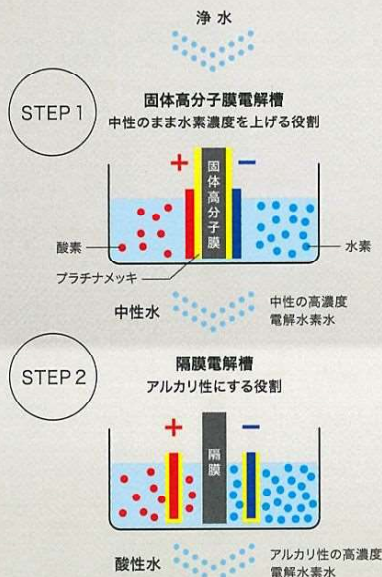 浄水
STEP 1
固体高分子膜電解槽
中性のまま水素濃度を上げる役割
+
固体高分子膜
−
酸素
水素
プラチナメッキ
中性水
中性の高濃度
電解水素水
STEP 2
隔膜電解槽
アルカリ性にする役割
+
隔膜
−
酸性水
アルカリ性の高濃度
電解水素水